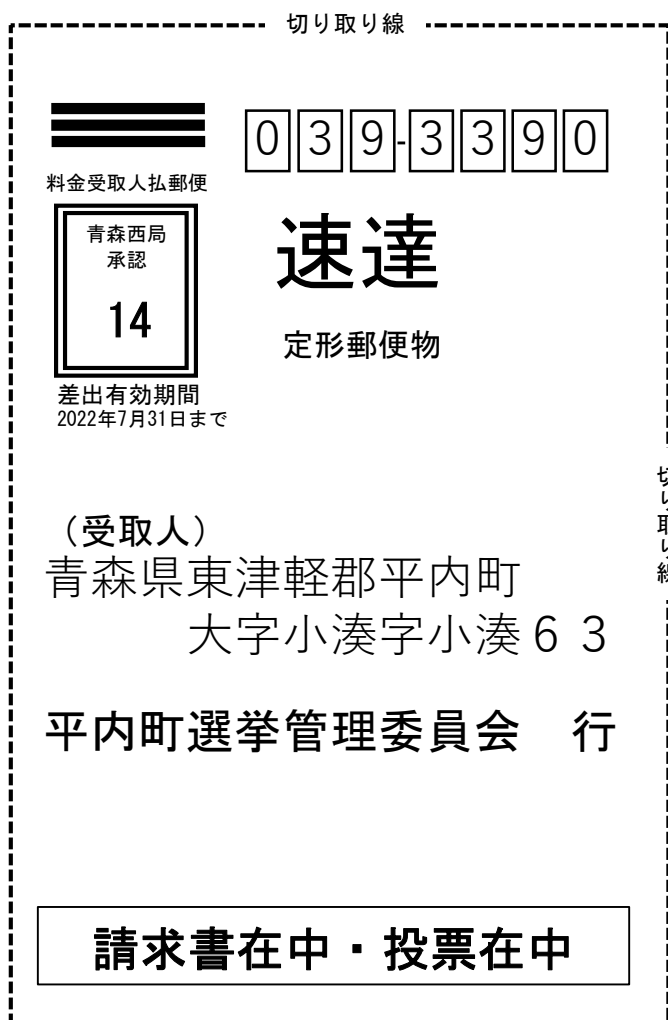 切り取り線
039-3390
料金受取人払郵便
青森西局
承認
14
速達
定形郵便物
差出有効期間
2022年7月31日まで
切り取り線
（受取人）
青森県東津軽郡平内町
大字小湊字小湊６３
平内町選挙管理委員会　行
請求書在中・投票在中